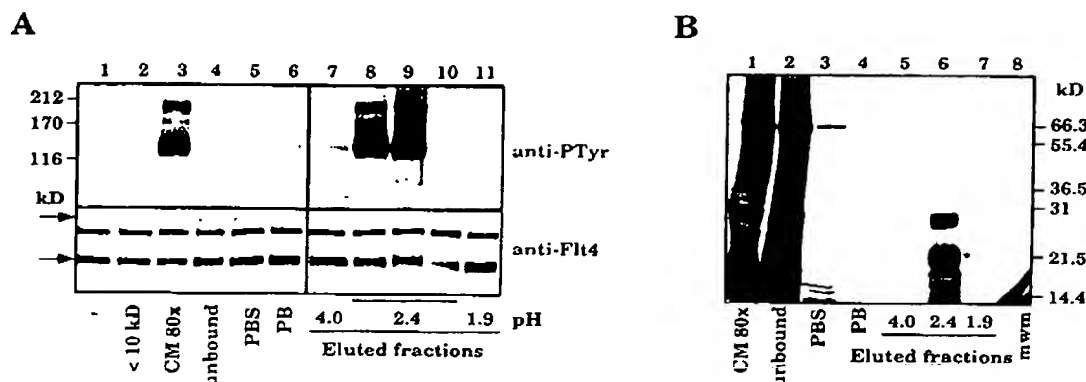 A
1 2 3 4 5 6 7 8 9 10 11
212
170
116
kD
anti-PTyr
anti-Flt4
-
< 10 kD
CM 80x
unbound
PBS
PB
4.0 2.4 1.9 pH
Eluted fractions
B
1 2 3 4 5 6 7 8
kD
66.3
55.4
36.5
31
21.5
14.4
*
CM 80x
unbound
PBS
PB
4.0 2.4 1.9
mwm
Eluted fractions